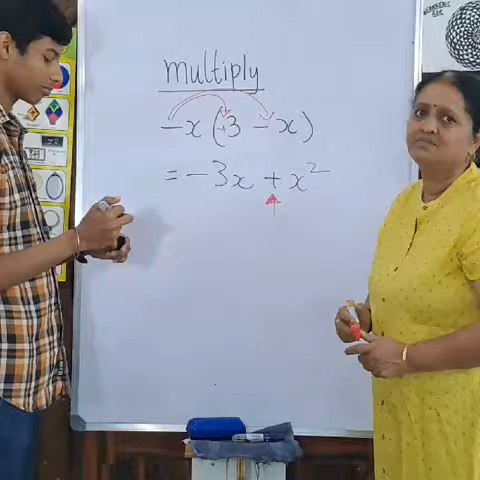 multiply
-x(+3 -x)
= -3x + x²